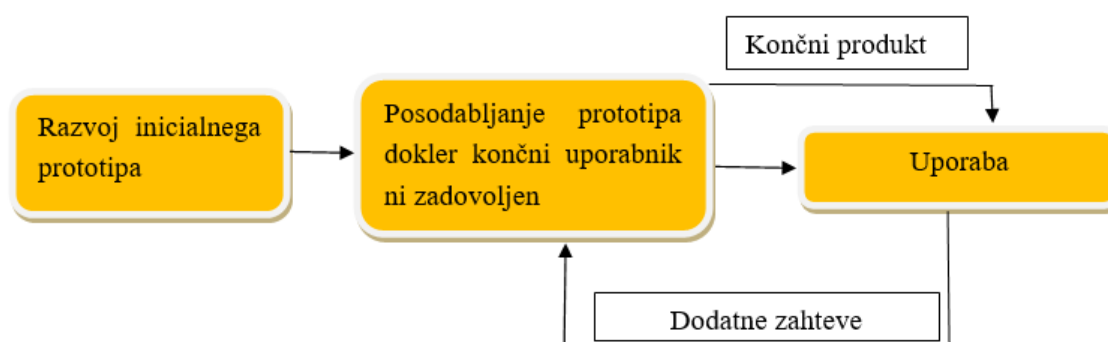 Končni produkt
Razvoj inicialnega
prototipa
Posodabljanje prototipa
dokler končni uporabnik
ni zadovoljen
Uporaba
Dodatne zahteve